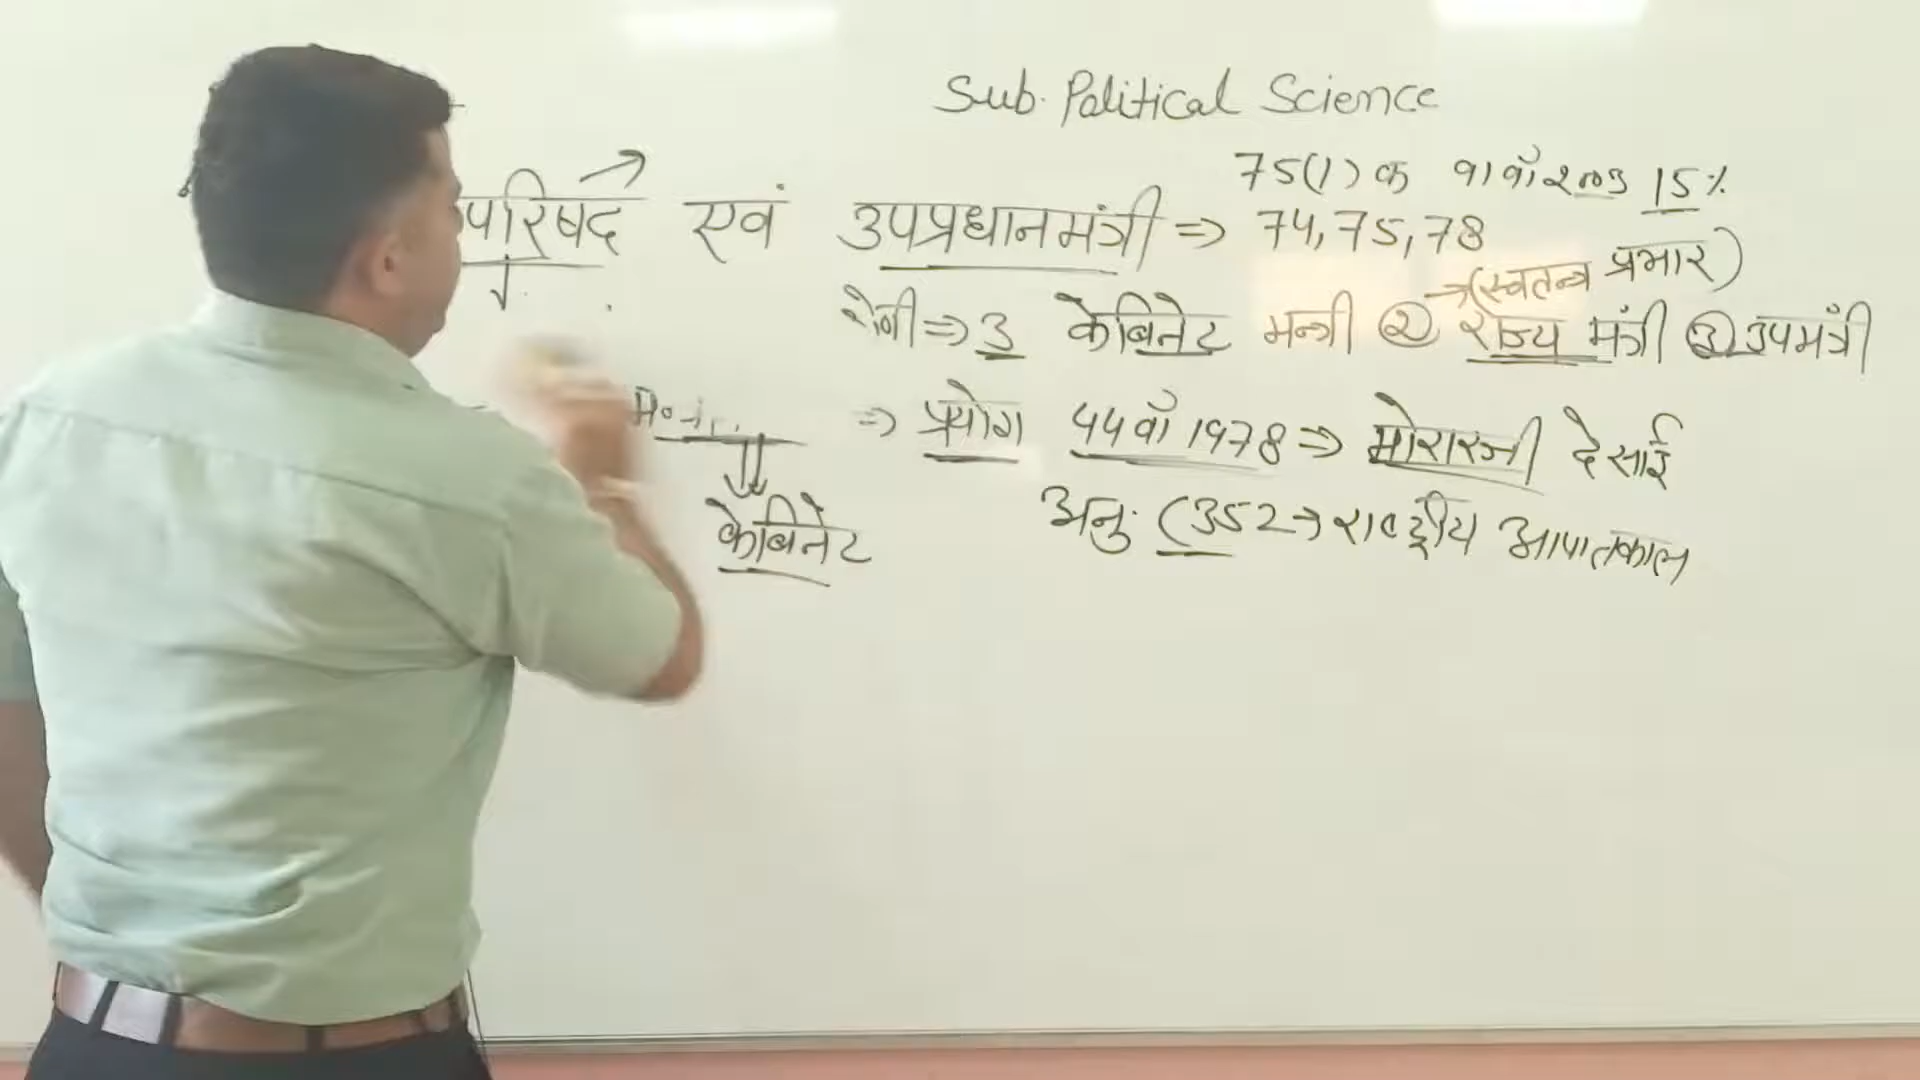 Sub. Political Science
75(1) क 91वाँ 2003 15%
परिषद एवं उपप्रधानमंत्री ⇒ 74,75,78
→(स्वतन्त्र प्रभार)
⇒ 3 केबिनेट मन्त्री ② राज्य मंत्री ③ उपमंत्री
⇒ प्रयोग 44वाँ 1978 ⇒ मोरारजी देसाई
केबिनेट अनु. (352 → राष्ट्रीय आपातकाल